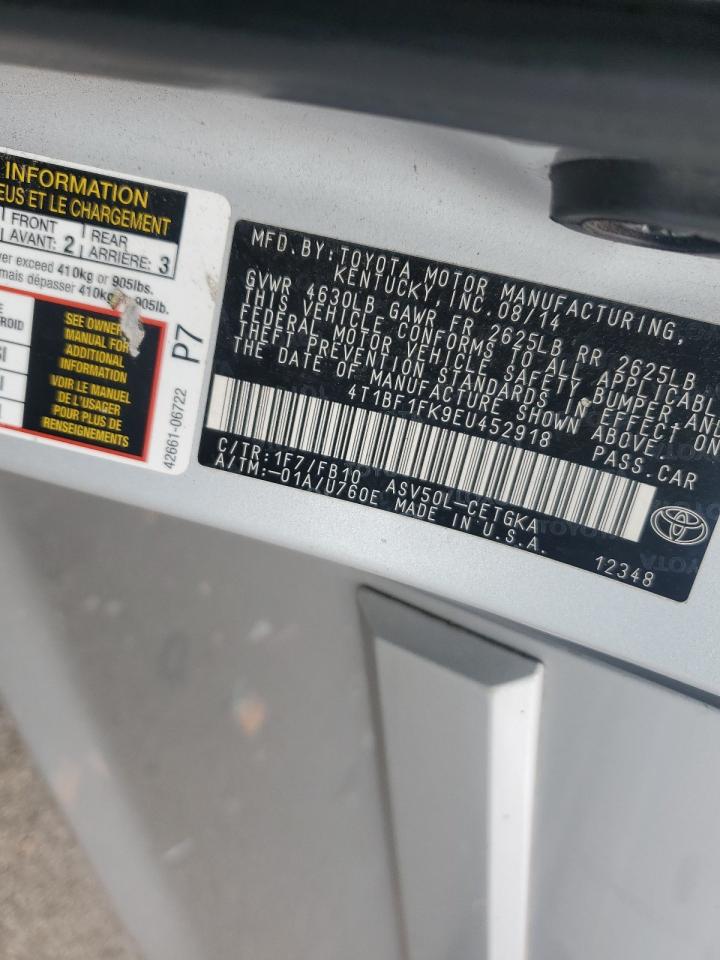 INFORMATION
EUS ET LE CHARGEMENT
FRONT
AVANT: 2
REAR
ARRIÈRE: 3
ver exceed 410kg or 905lbs.
mais dépasser 410kg 905lb.
SEE OWNER
MANUAL FOR
ADDITIONAL
INFORMATION
VOIR LE MANUEL
DE L'USAGER
POUR PLUS DE
RENSEIGNEMENTS
P7
42661-06722
MFD. BY: TOYOTA MOTOR MANUFACTURING,
KENTUCKY, INC. 08/14
GVWR 4630LB GAWR FR 2625LB RR 2625LB
THIS VEHICLE CONFORMS TO ALL APPLICABL
FEDERAL MOTOR VEHICLE SAFETY, BUMPER, AND
THEFT PREVENTION STANDARDS IN EFFECT ON
THE DATE OF MANUFACTURE SHOWN ABOVE.
4T1BF1FK9EU452918 PASS. CAR
C/TR: 1F7/FB10 ASV50L-CETGKA
A/TM: -01A/U760E MADE IN U.S.A.
12348